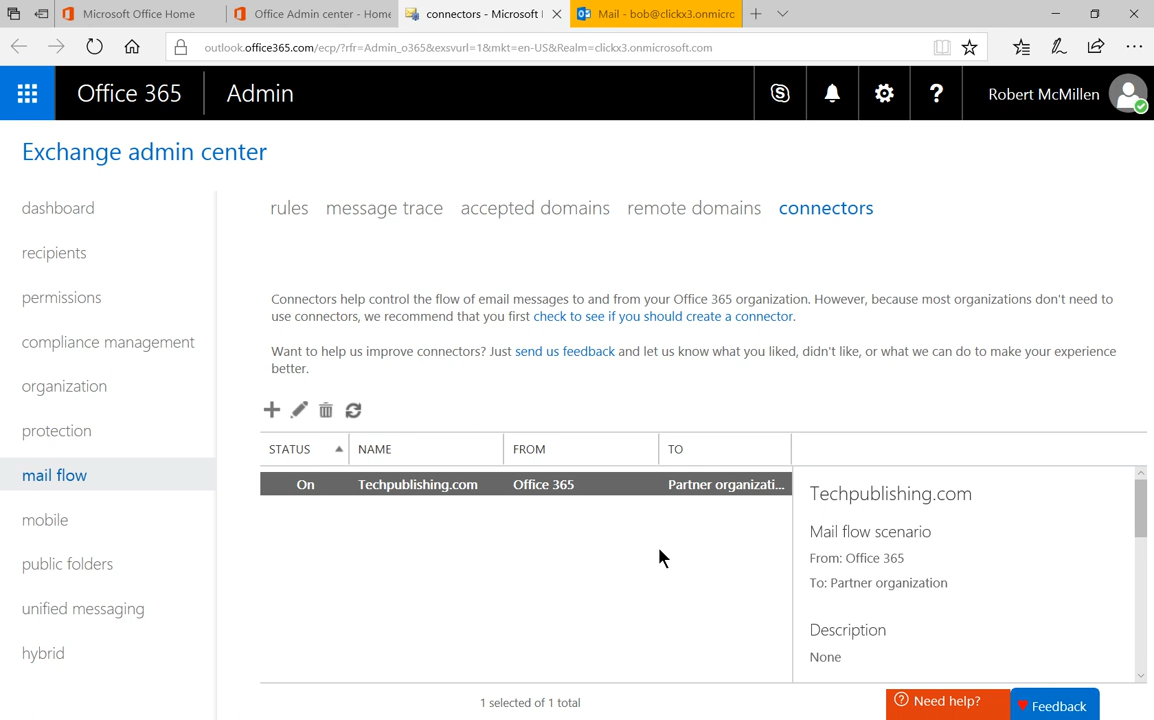 Microsoft Office Home
Office Admin center - Home
connectors - Microsoft
Mail - bob@clickx3.onmicrc
outlook.office365.com/ecp/?rfr=Admin_o365&exsvurl=1&mkt=en-US&Realm=clickx3.onmicrosoft.com
Office 365
Admin
Robert McMillen
Exchange admin center
dashboard
recipients
permissions
compliance management
organization
protection
mail flow
mobile
public folders
unified messaging
hybrid
rules message trace accepted domains remote domains connectors
Connectors help control the flow of email messages to and from your Office 365 organization. However, because most organizations don't need to
use connectors, we recommend that you first check to see if you should create a connector.
Want to help us improve connectors? Just send us feedback and let us know what you liked, didn't like, or what we can do to make your experience
better.
STATUS NAME FROM TO
On Techpublishing.com Office 365 Partner organizati...
Techpublishing.com
Mail flow scenario
From: Office 365
To: Partner organization
Description
None
1 selected of 1 total
Need help?
Feedback